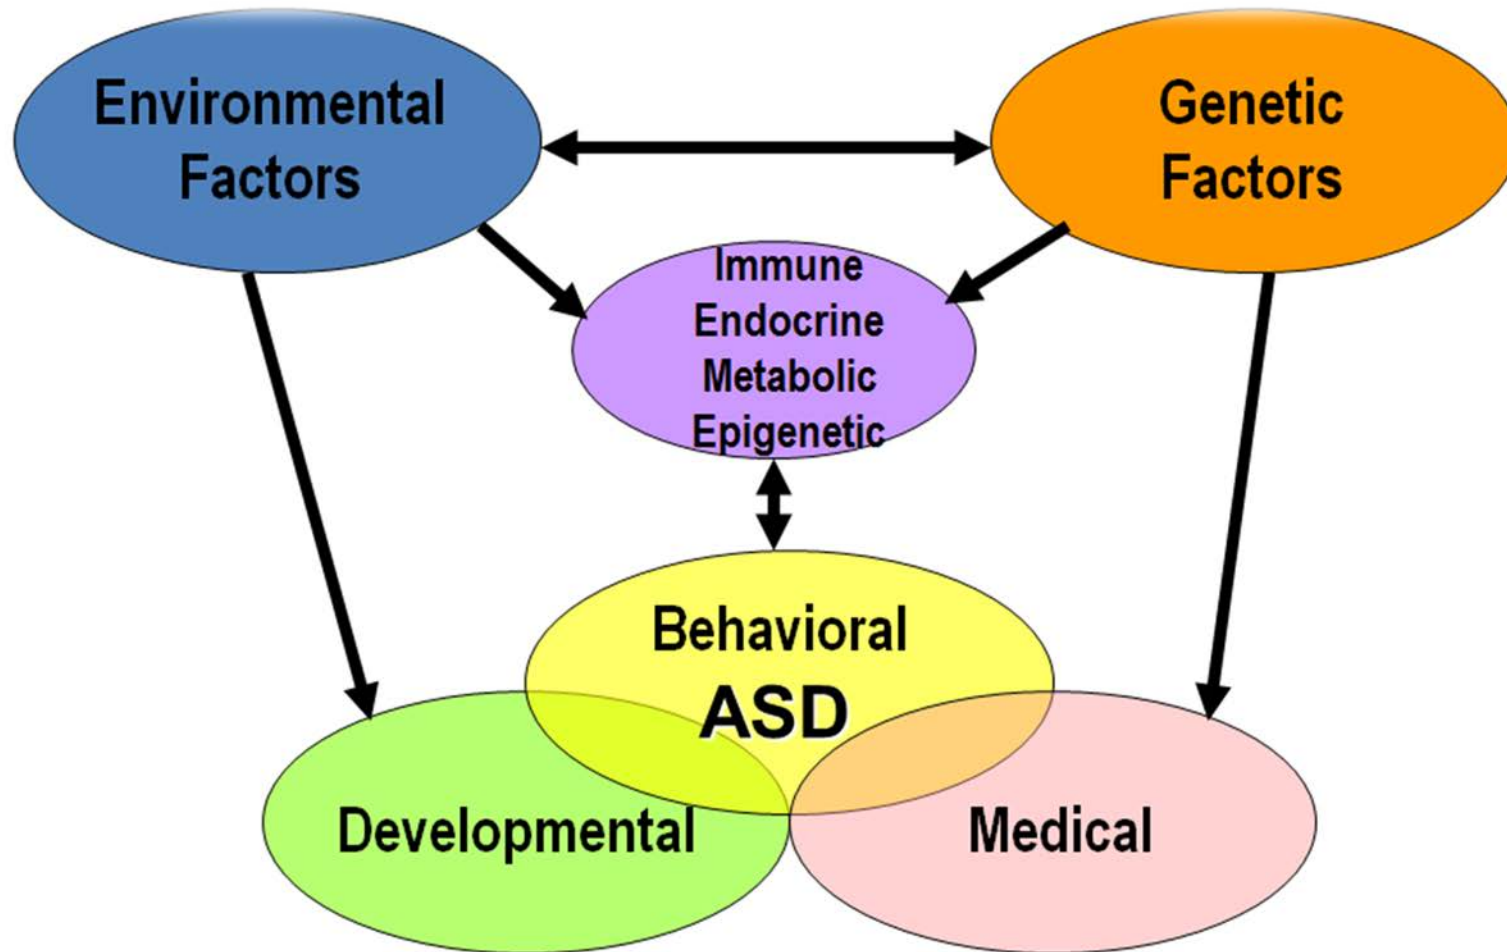 Environmental
Factors
Genetic
Factors
Immune
Endocrine
Metabolic
Epigenetic
Behavioral
ASD
Developmental
Medical